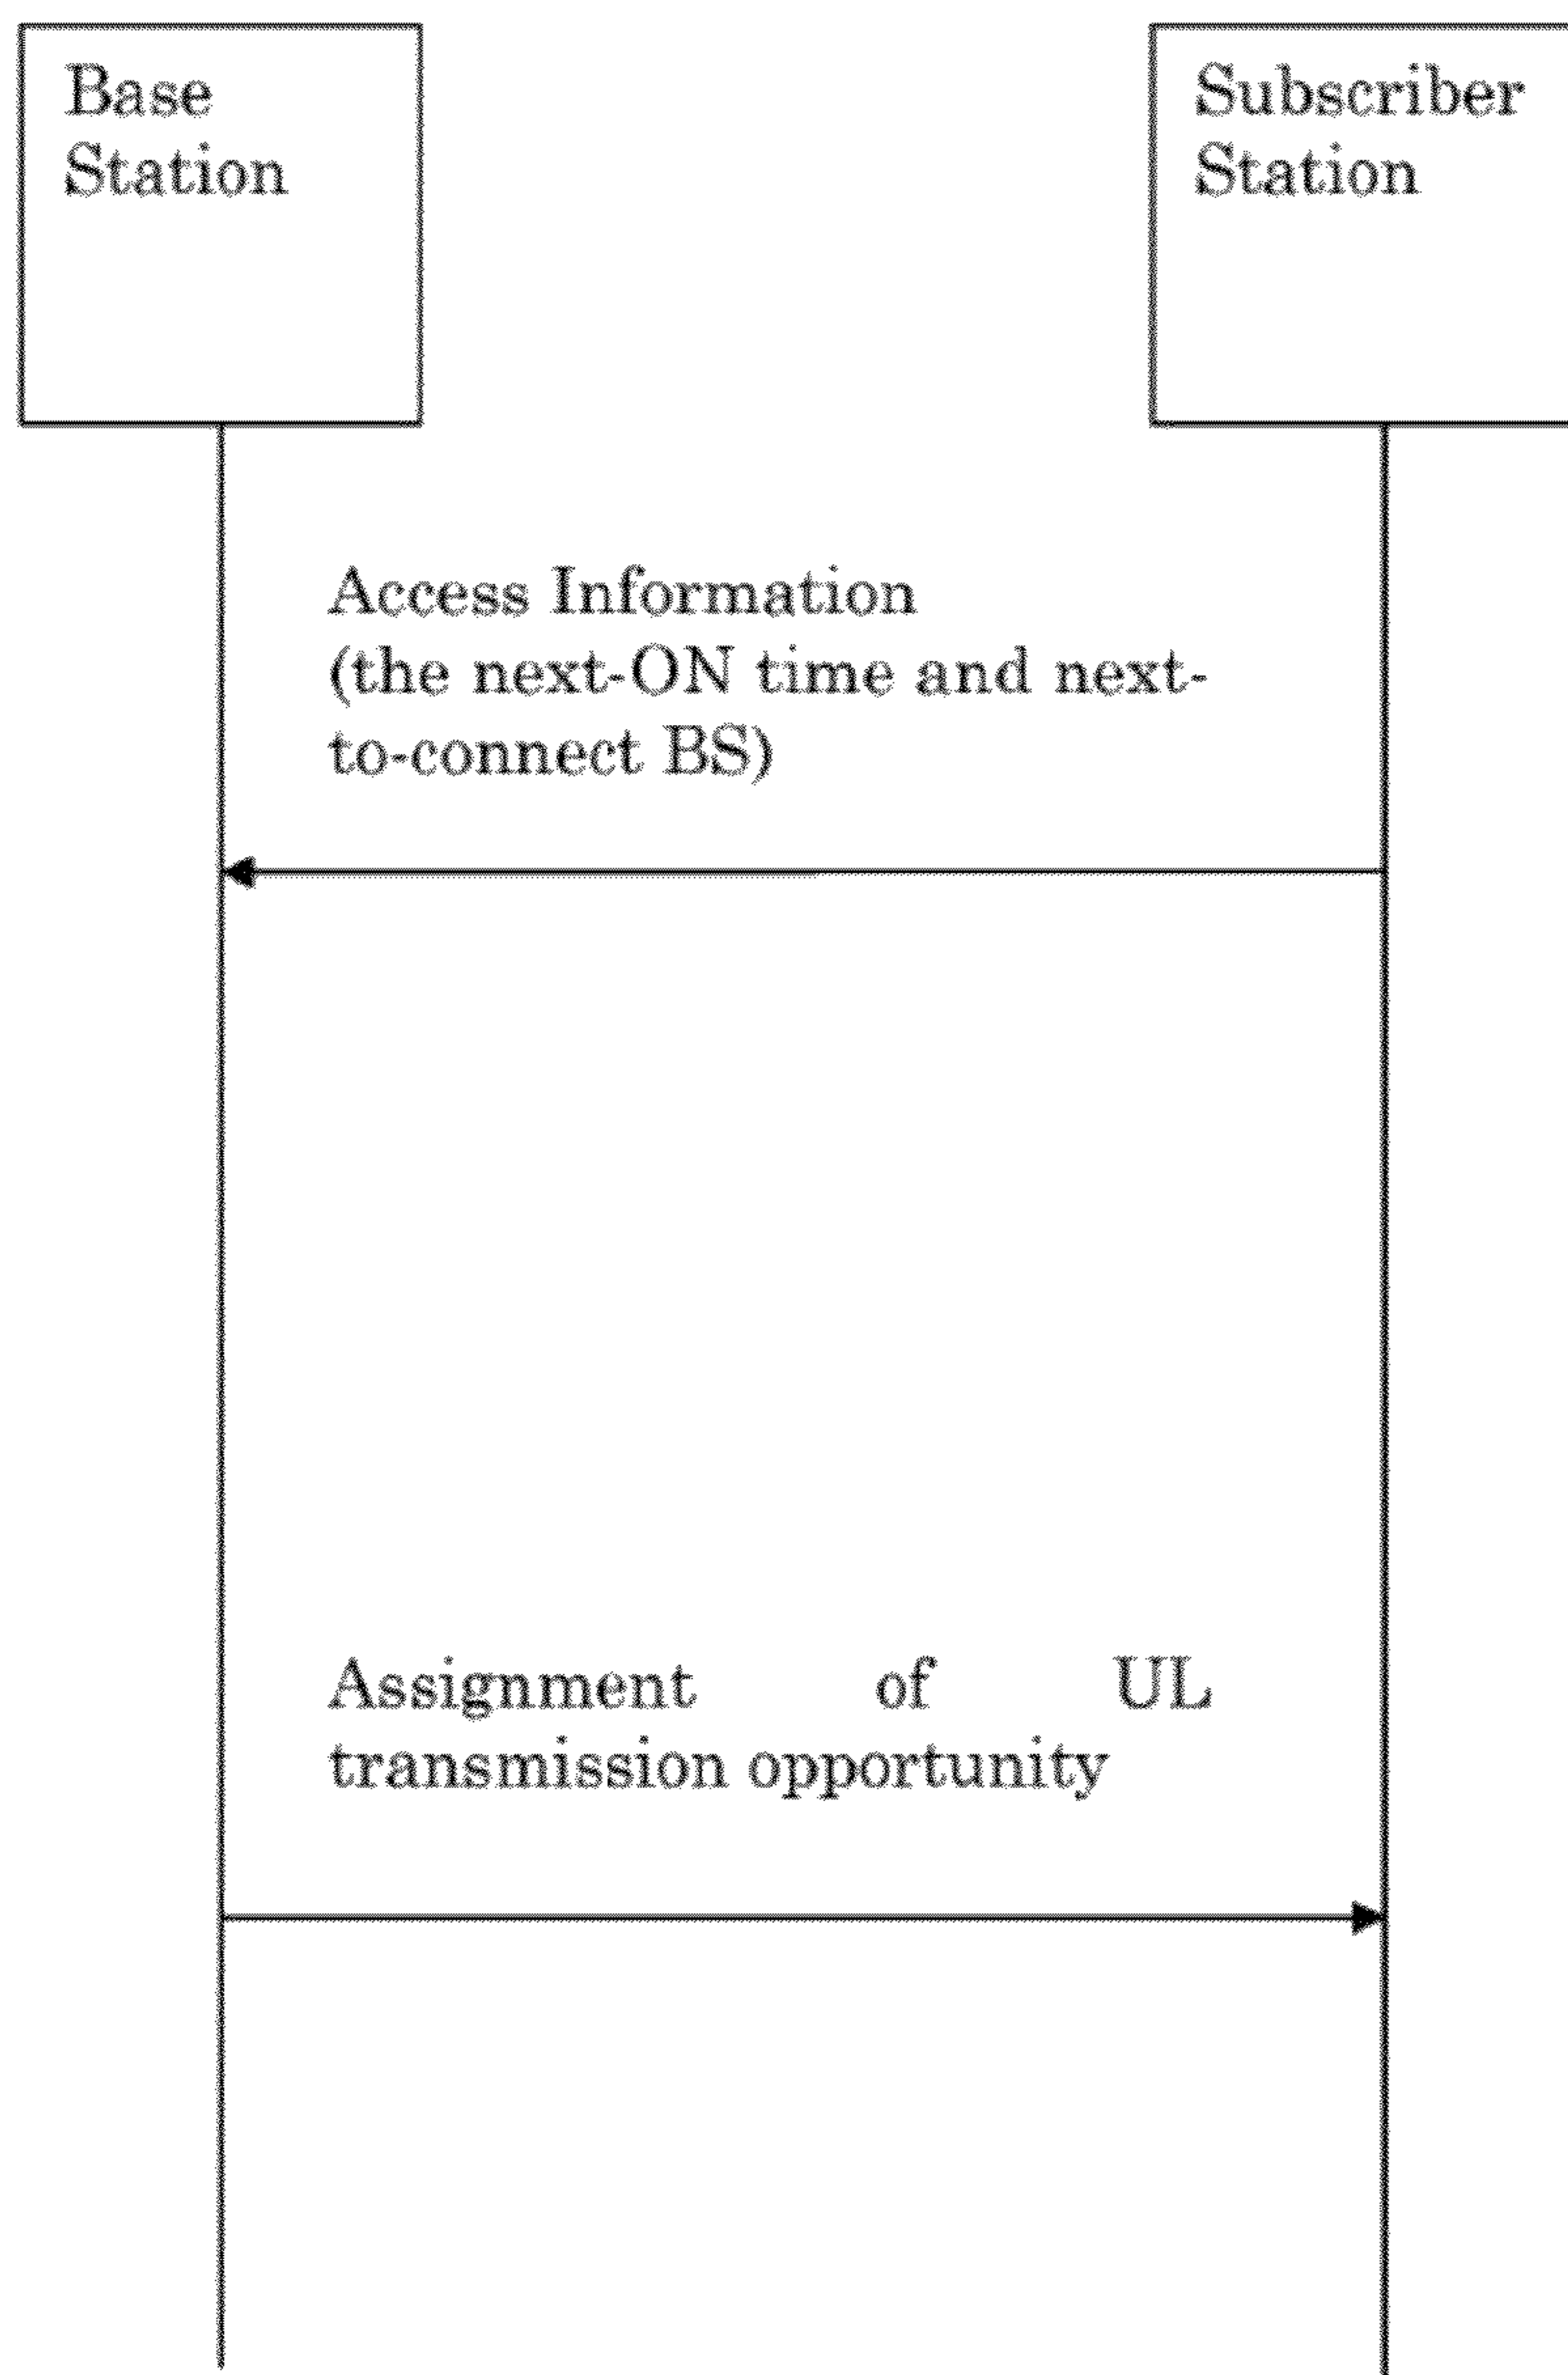 Base
Station
Subscriber
Station
Access Information
(the next-ON time and next-
to-connect BS)
Assignment of UL
transmission opportunity